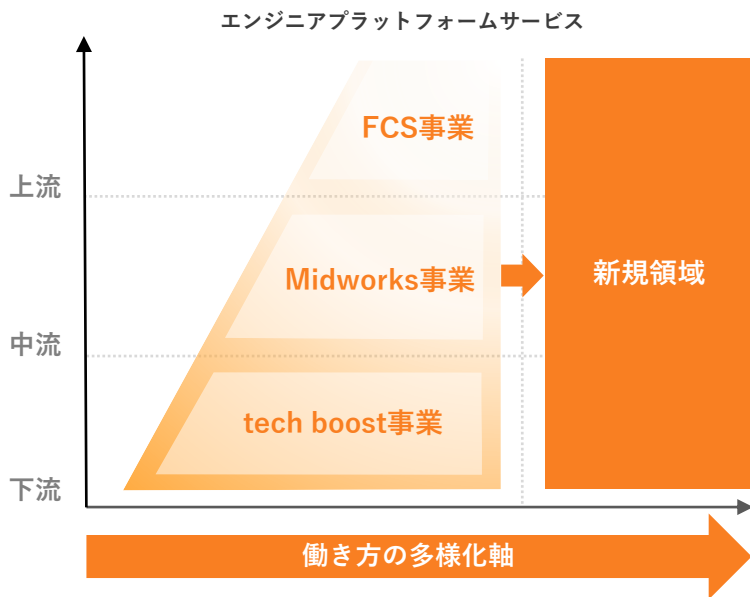 エンジニアプラットフォームサービス
FCS事業
上流
Midworks事業
新規領域
中流
tech boost事業
下流
働き方の多様化軸